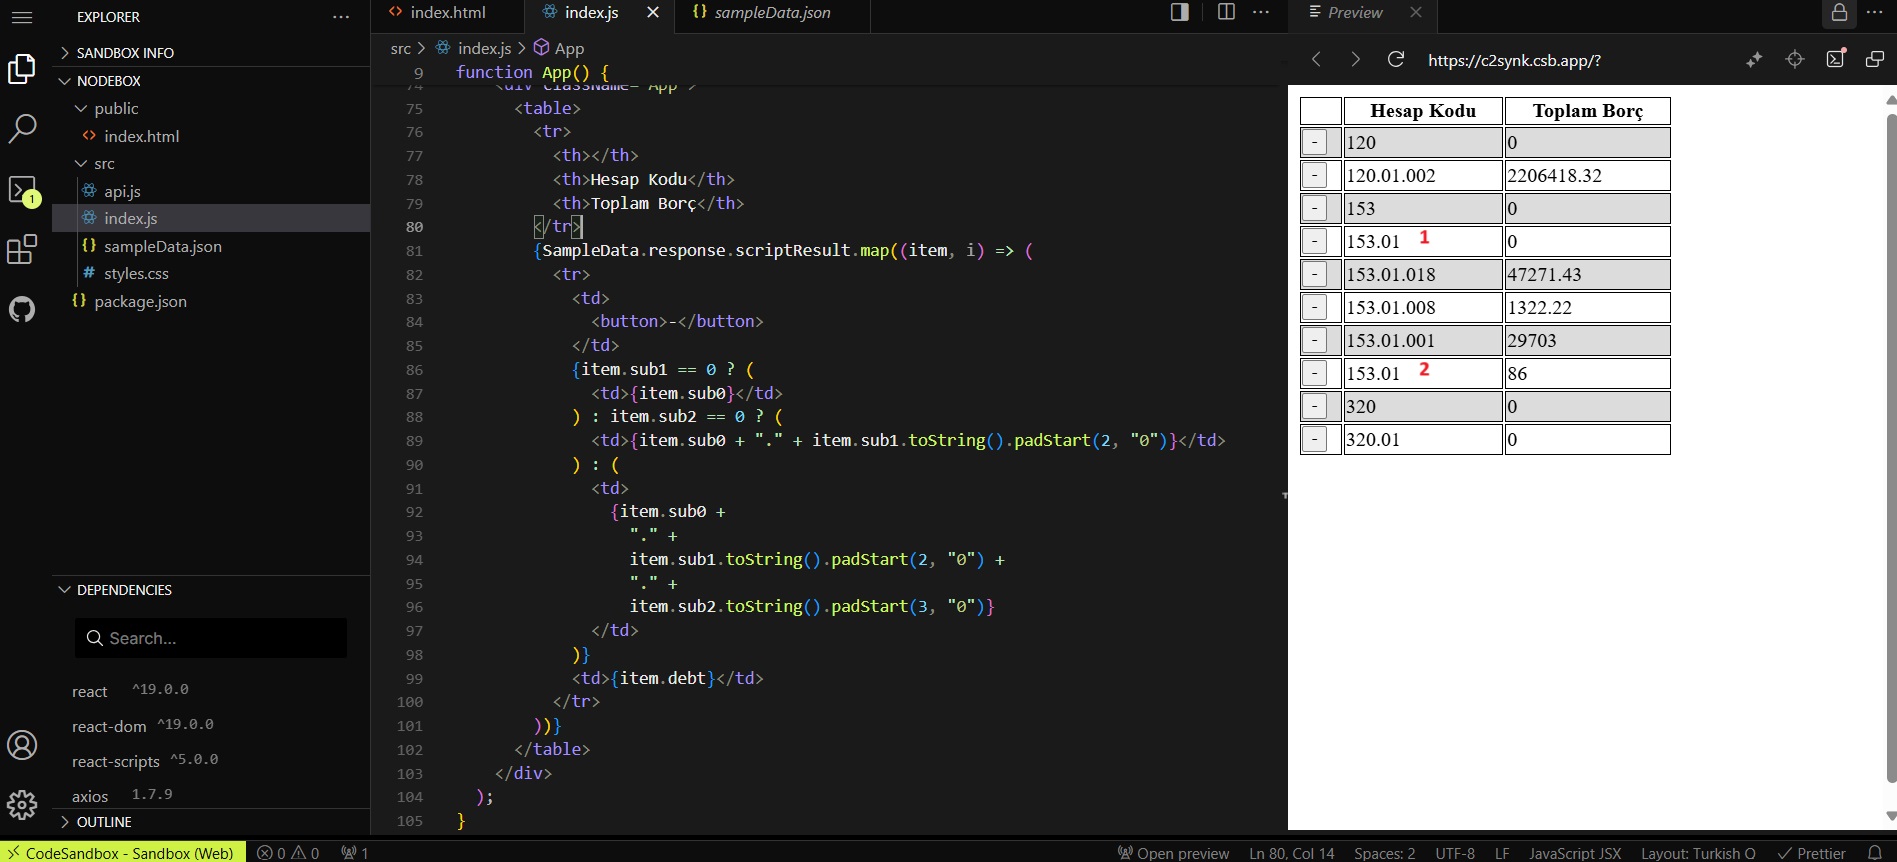 EXPLORER
SANDBOX INFO
NODEBOX
public
index.html
src
api.js
index.js
sampleData.json
styles.css
package.json
DEPENDENCIES
Search...
react ^19.0.0
react-dom ^19.0.0
react-scripts ^5.0.0
axios 1.7.9
OUTLINE
1
index.html
index.js
sampleData.json
src > index.js > App
9 function App() {
74 <div className="App">
75 <table>
76 <tr>
77 <th></th>
78 <th>Hesap Kodu</th>
79 <th>Toplam Borç</th>
80 </tr>
81 {SampleData.response.scriptResult.map((item, i) => (
82 <tr>
83 <td>
84 <button>-</button>
85 </td>
86 {item.sub1 == 0 ? (
87 <td>{item.sub0}</td>
88 ) : item.sub2 == 0 ? (
89 <td>{item.sub0 + "." + item.sub1.toString().padStart(2, "0")}</td>
90 ) : (
91 <td>
92 {item.sub0 +
93 "." +
94 item.sub1.toString().padStart(2, "0") +
95 "." +
96 item.sub2.toString().padStart(3, "0")}
97 </td>
98 )}
99 <td>{item.debt}</td>
100 </tr>
101 ))}
102 </table>
103 </div>
104 );
105 }
Preview
https://c2synk.csb.app/?
Hesap Kodu Toplam Borç
- 120 0
- 120.01.002 2206418.32
- 153 0
- 153.01 1 0
- 153.01.018 47271.43
- 153.01.008 1322.22
- 153.01.001 29703
- 153.01 2 86
- 320 0
- 320.01 0
CodeSandbox - Sandbox (Web) 0 0 1 Open preview Ln 80, Col 14 Spaces: 2 UTF-8 LF JavaScript JSX Layout: Turkish Q Prettier